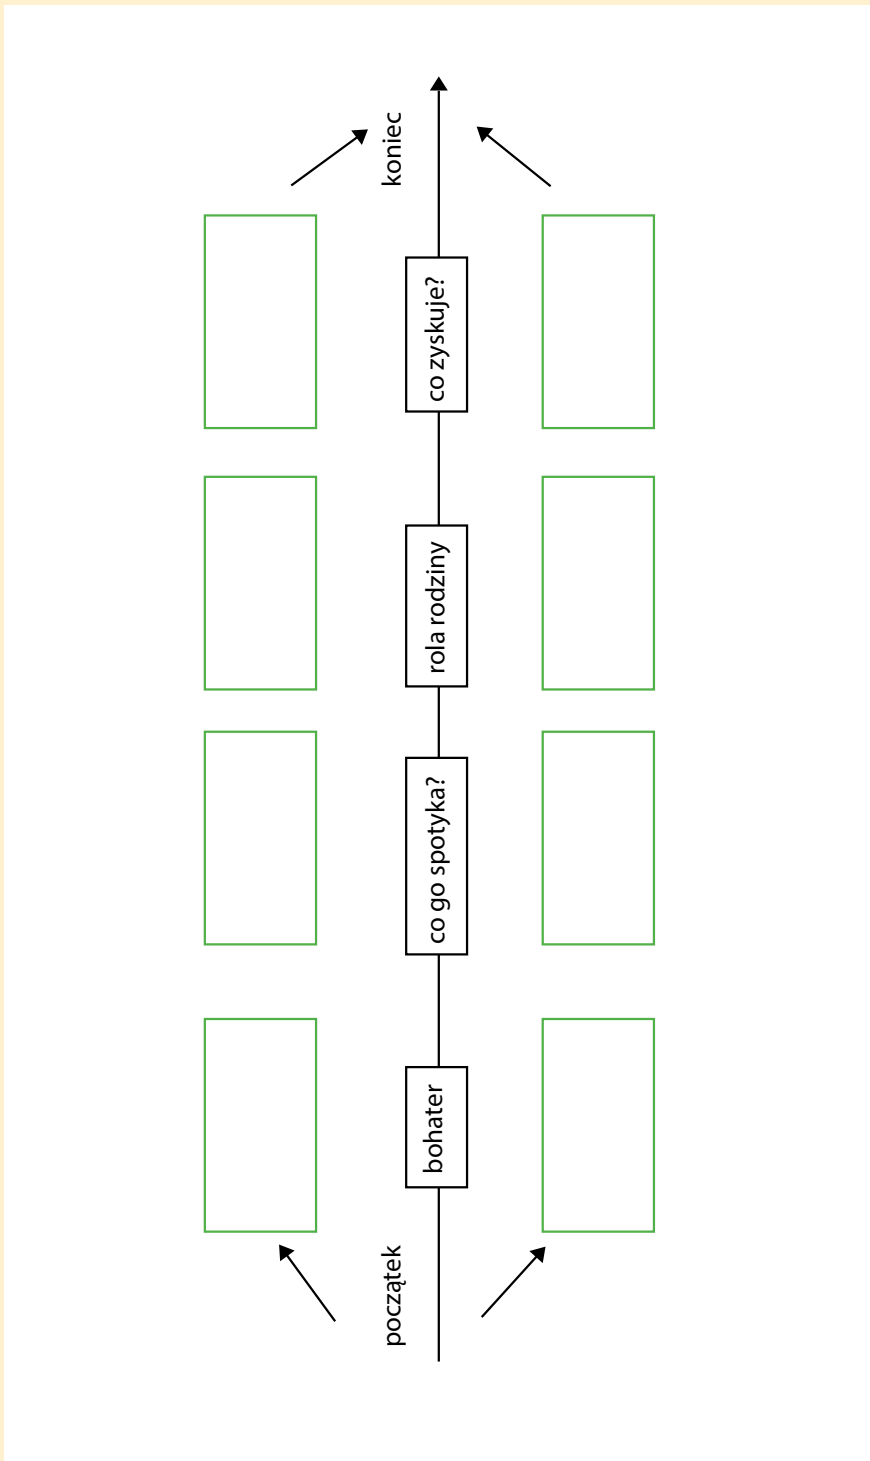 początek
bohater
co go spotyka?
rola rodziny
co zyskuje?
koniec